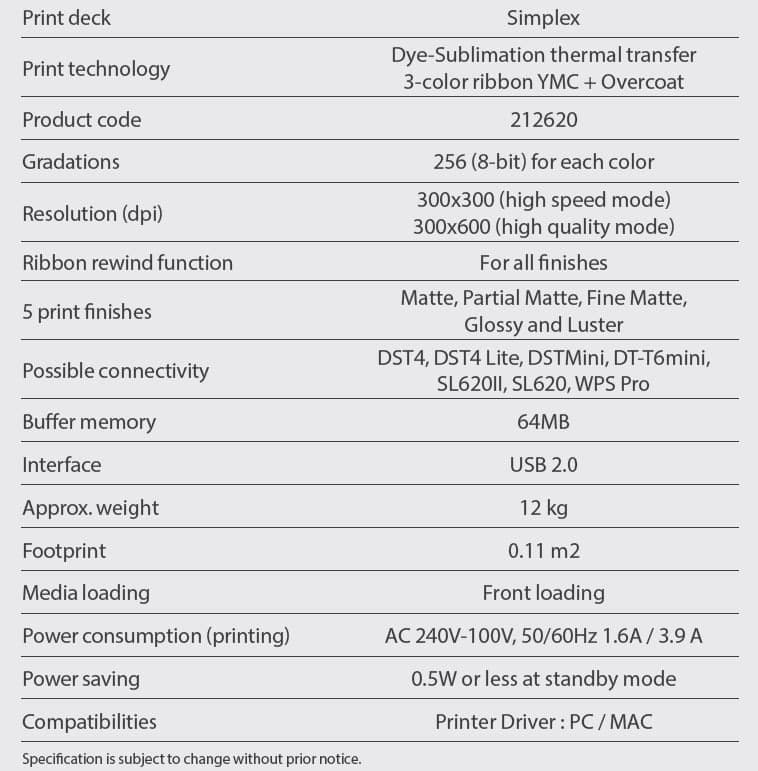 Print deck
Simplex
Print technology
Dye-Sublimation thermal transfer
3-color ribbon YMC + Overcoat
Product code
212620
Gradations
256 (8-bit) for each color
Resolution (dpi)
300x300 (high speed mode)
300x600 (high quality mode)
Ribbon rewind function
For all finishes
5 print finishes
Matte, Partial Matte, Fine Matte,
Glossy and Luster
Possible connectivity
DST4, DST4 Lite, DSTMini, DT-T6mini,
SL620II, SL620, WPS Pro
Buffer memory
64MB
Interface
USB 2.0
Approx. weight
12 kg
Footprint
0.11 m2
Media loading
Front loading
Power consumption (printing)
AC 240V-100V, 50/60Hz 1.6A / 3.9 A
Power saving
0.5W or less at standby mode
Compatibilities
Printer Driver : PC / MAC
Specification is subject to change without prior notice.